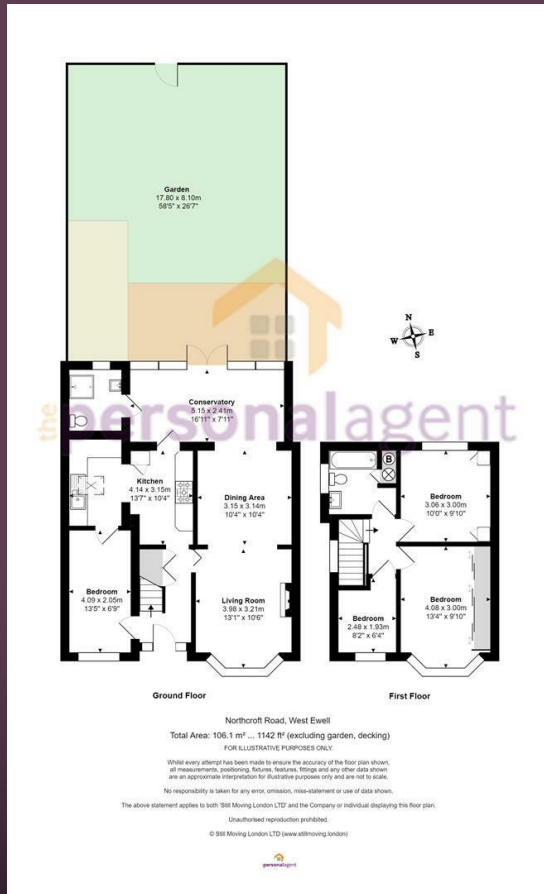 Garden
17.80 x 8.10m
58'5" x 26'7"
N
W E
S
the personalagent
Conservatory
5.15 x 2.41m
16'11" x 7'11"
Kitchen
4.14 x 3.15m
13'7" x 10'4"
Dining Area
3.15 x 3.14m
10'4" x 10'4"
Bedroom
4.09 x 2.05m
13'5" x 6'9"
Living Room
3.98 x 3.21m
13'1" x 10'6"
B
Bedroom
3.06 x 3.00m
10'0" x 9'10"
Bedroom
4.08 x 3.00m
13'4" x 9'10"
Bedroom
2.48 x 1.93m
8'2" x 6'4"
Ground Floor
First Floor
Northcroft Road, West Ewell
Total Area: 106.1 m² ... 1142 ft² (excluding garden, decking)
FOR ILLUSTRATIVE PURPOSES ONLY.
Whilst every attempt has been made to ensure the accuracy of the floor plan shown,
all measurements, positioning, fixtures, features, fittings and any other data shown
are an approximate interpretation for illustrative purposes only and are not to scale.
No responsibility is taken for any error, omission, miss-statement or use of data shown.
The above statement applies to both 'Still Moving London LTD' and the Company or individual displaying this floor plan.
Unauthorised reproduction prohibited.
© Still Moving London LTD (www.stillmoving.london)
personalagent